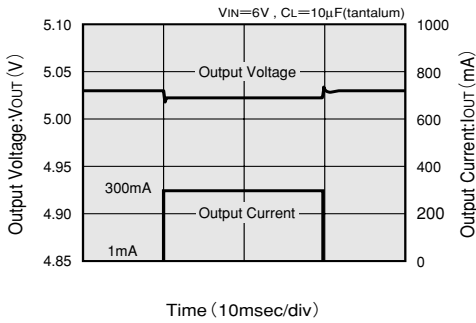 VIN=6V , CL=10μF(tantalum)
Output Voltage:VOUT (V)
5.10
5.05
5.00
4.95
4.90
4.85
Output Voltage
300mA
Output Current
1mA
1000
800
600
400
200
0
Output Current:IOUT (mA)
Time (10msec/div)